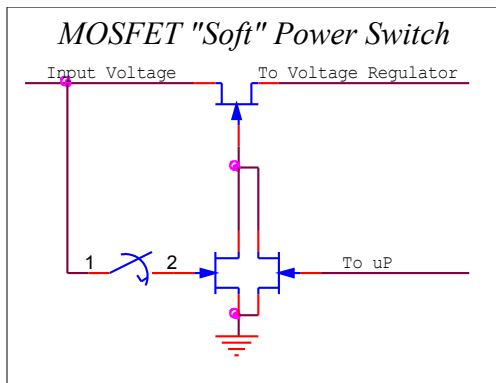 MOSFET "Soft" Power Switch
Input Voltage To Voltage Regulator
1 2 To uP